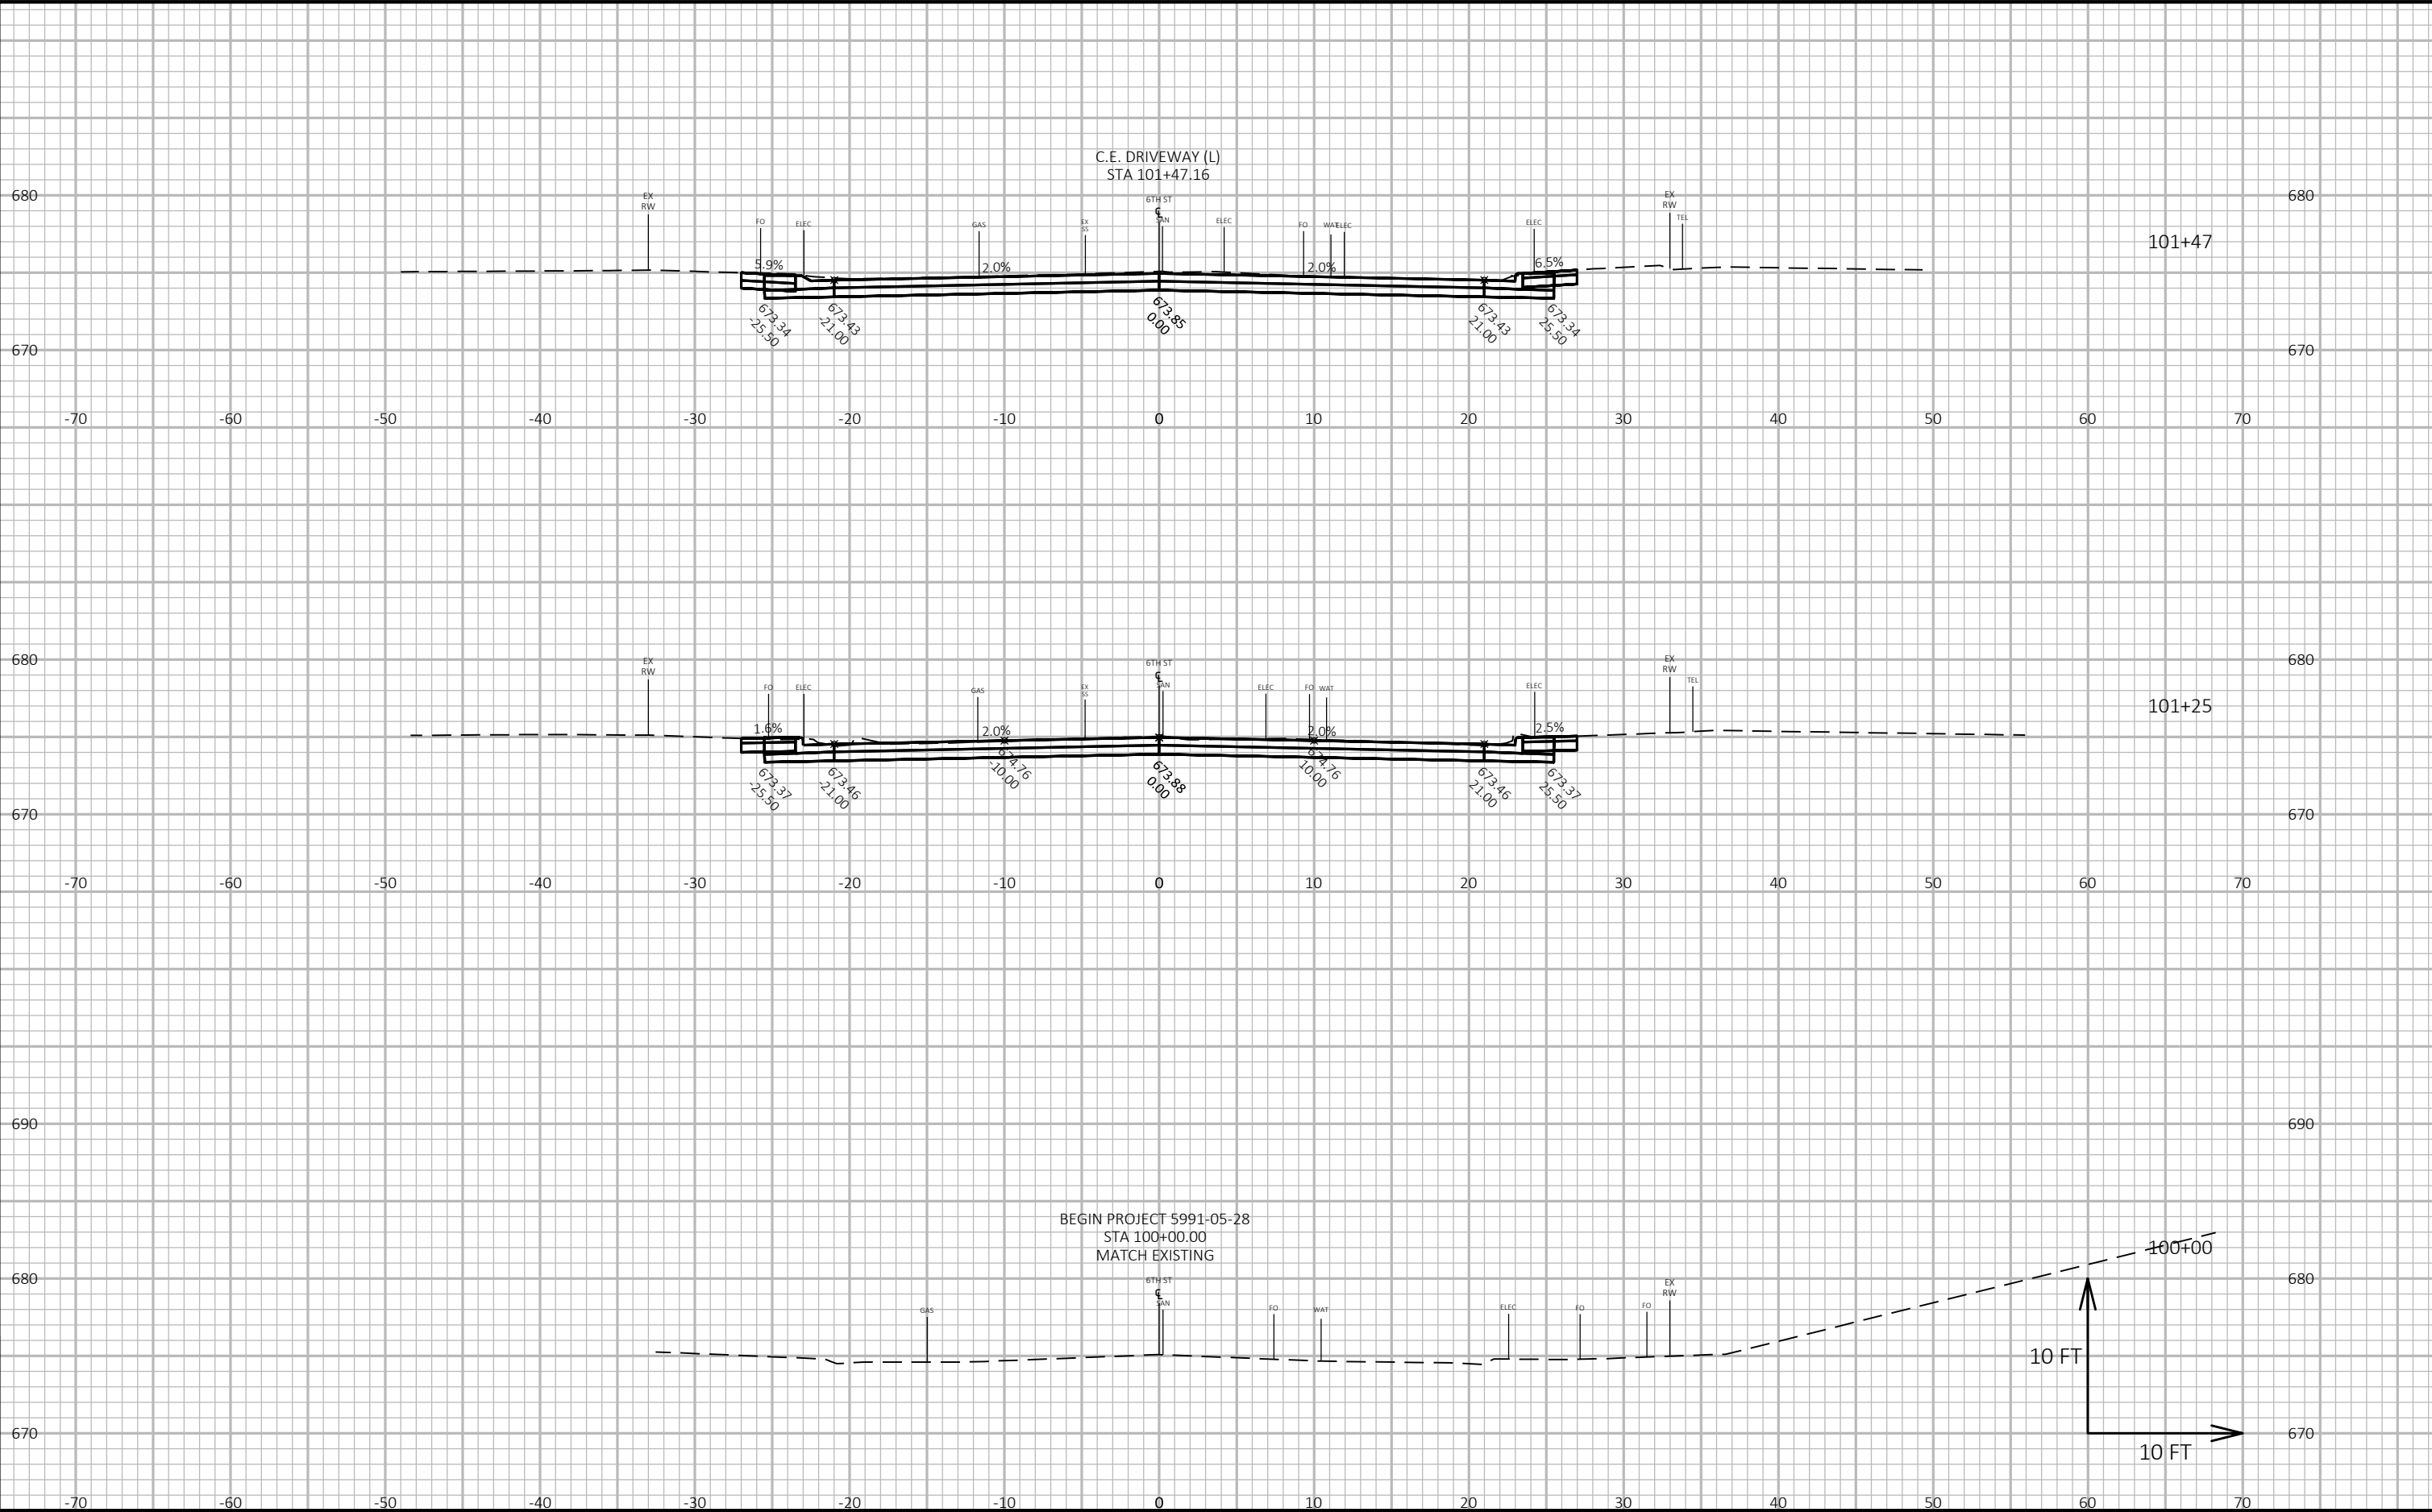 C.E. DRIVEWAY (L)
STA 101+47.16
680
EX
RW
FO
ELEC
GAS
EX
SS
6TH ST
CL
SAN
ELEC
FO
WAT
ELEC
ELEC
EX
RW
TEL
680
101+47
5.9%
2.0%
2.0%
6.5%
673.34
-25.50
673.43
-21.00
673.85
0.00
673.43
21.00
673.34
25.50
670
670
-70 -60 -50 -40 -30 -20 -10 0 10 20 30 40 50 60 70
680
EX
RW
FO
ELEC
GAS
EX
SS
6TH ST
CL
SAN
ELEC
FO
WAT
ELEC
EX
RW
TEL
680
101+25
1.6%
2.0%
2.0%
2.5%
673.37
-25.50
673.46
-21.00
674.76
-10.00
673.88
0.00
674.76
10.00
673.46
21.00
673.37
25.50
670
670
-70 -60 -50 -40 -30 -20 -10 0 10 20 30 40 50 60 70
690
690
BEGIN PROJECT 5991-05-28
STA 100+00.00
MATCH EXISTING
100+00
680
6TH ST
CL
SAN
GAS
FO
WAT
ELEC
FO
FO
EX
RW
680
10 FT
670
670
10 FT
-70 -60 -50 -40 -30 -20 -10 0 10 20 30 40 50 60 70